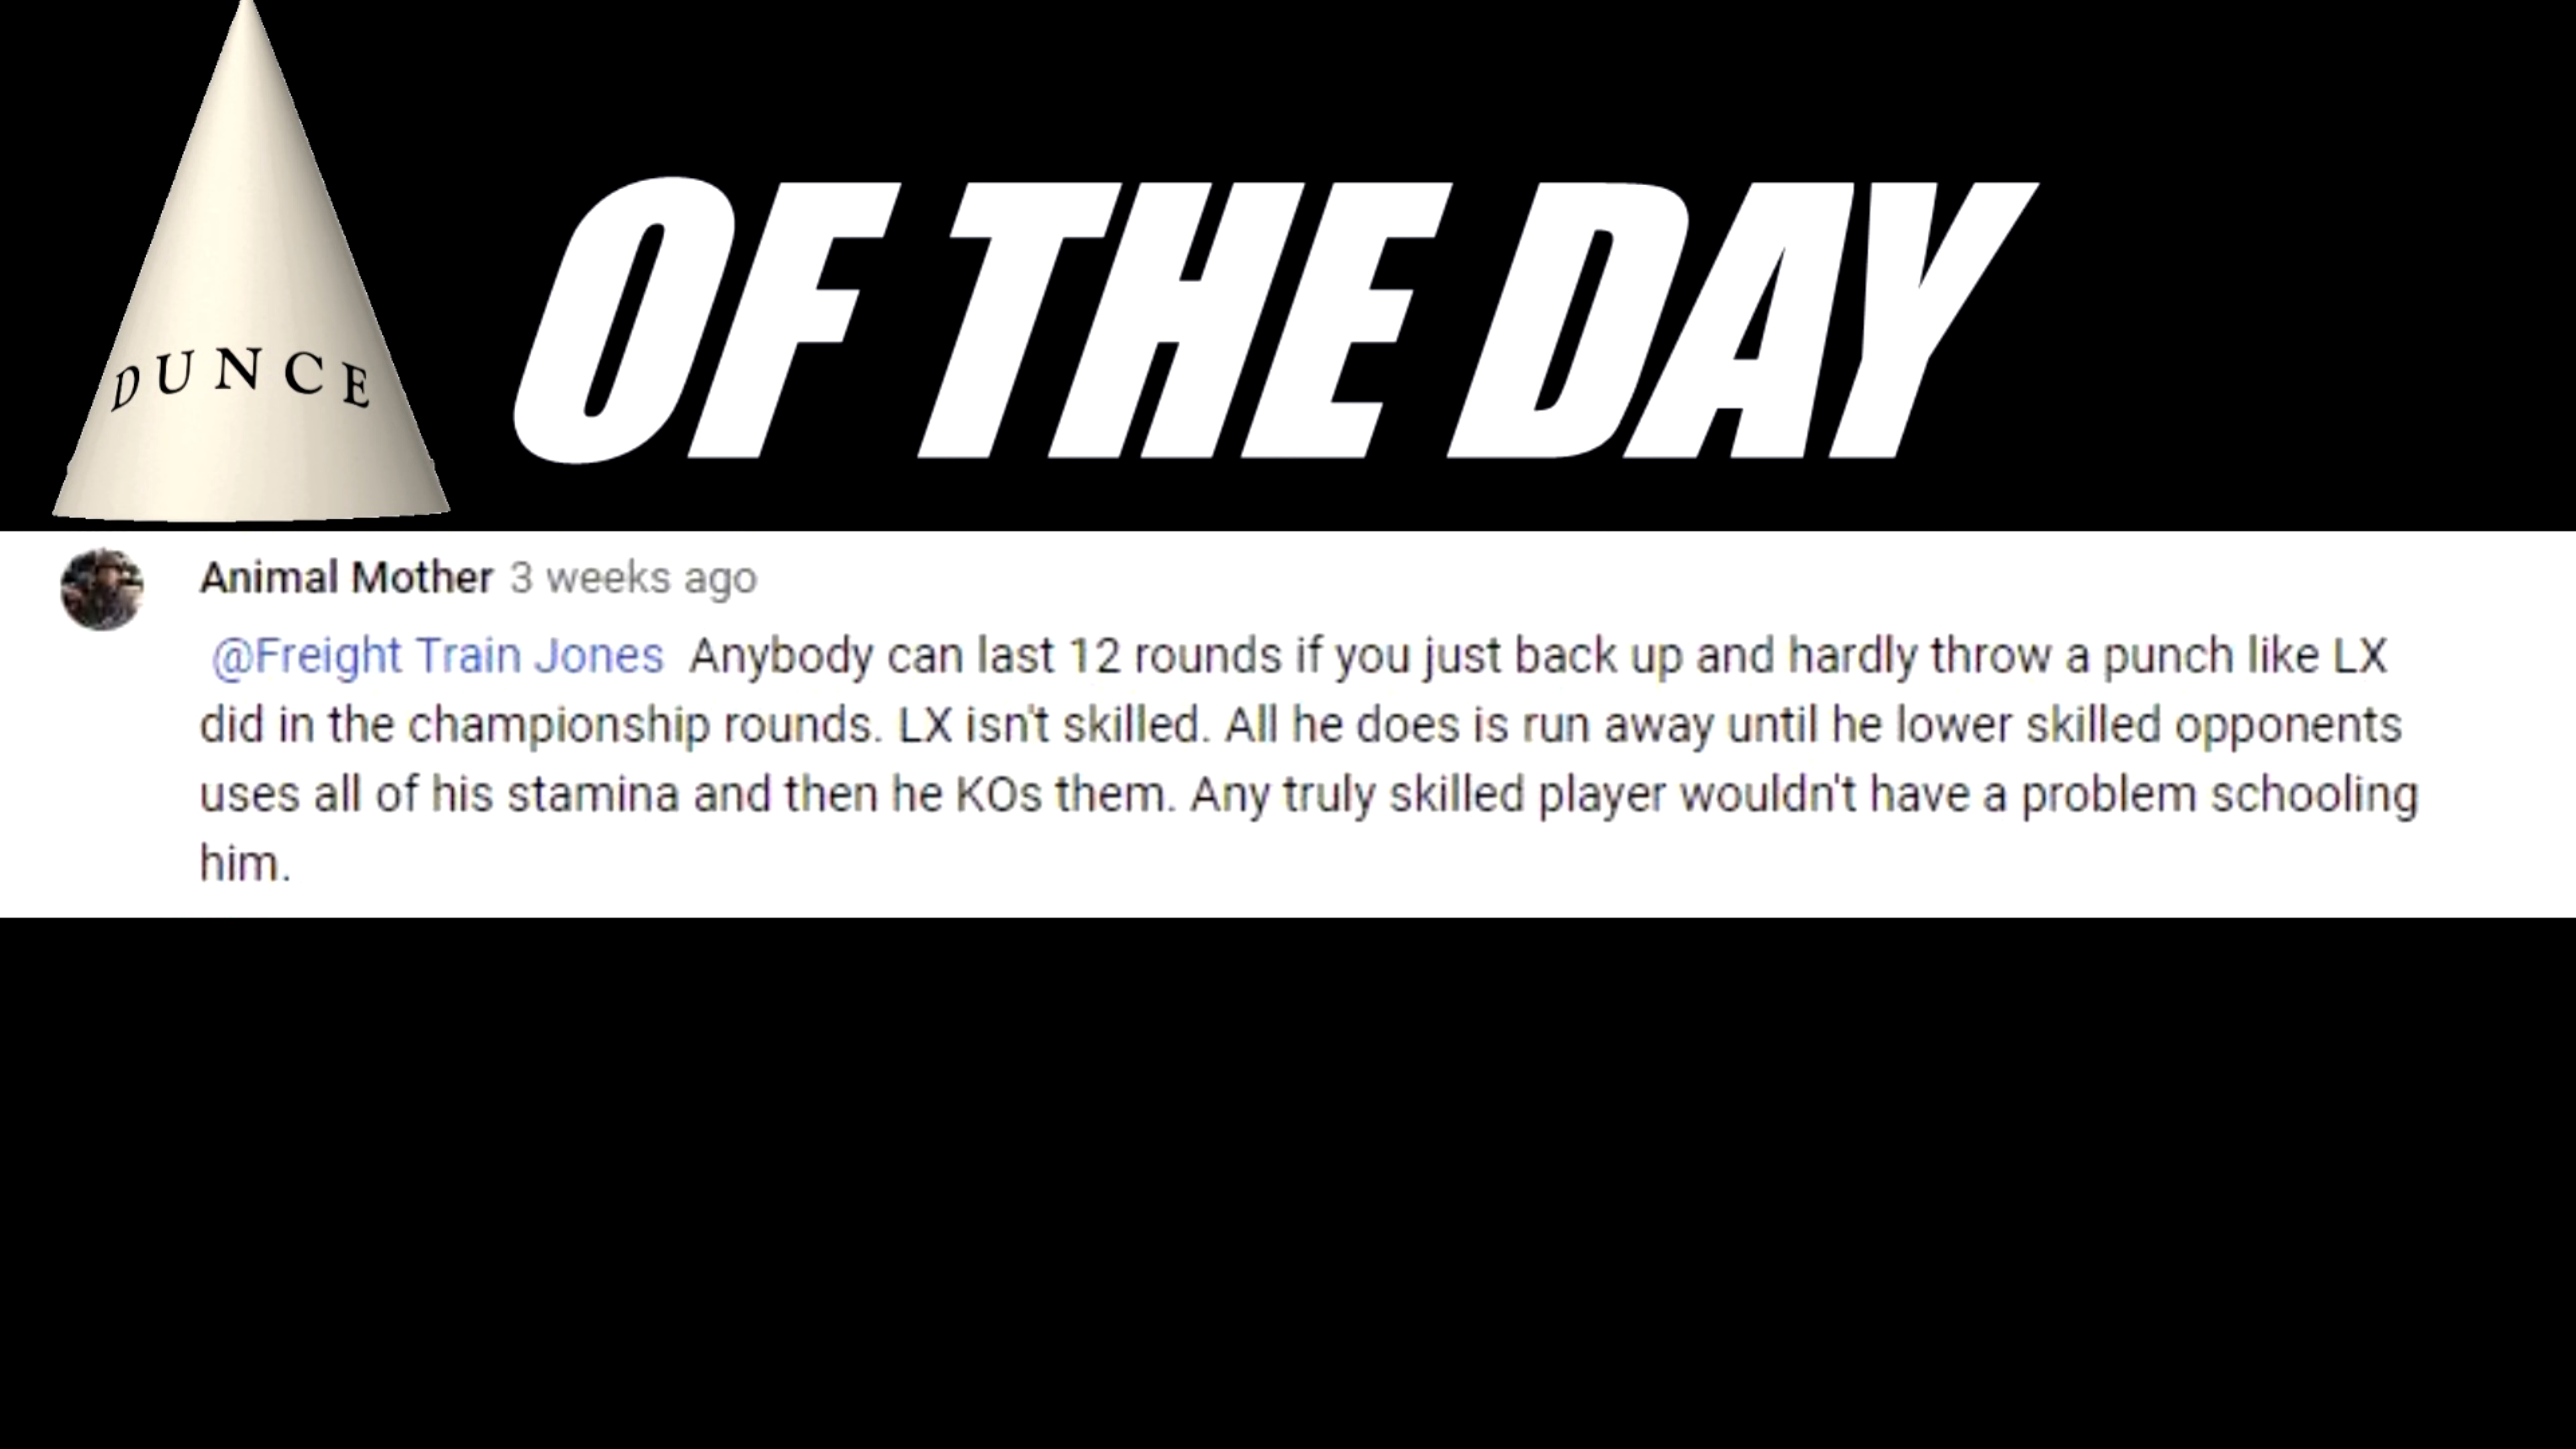 DUNCE
OF THE DAY
Animal Mother 3 weeks ago
@Freight Train Jones Anybody can last 12 rounds if you just back up and hardly throw a punch like LX
did in the championship rounds. LX isn't skilled. All he does is run away until he lower skilled opponents
uses all of his stamina and then he KOs them. Any truly skilled player wouldn't have a problem schooling
him.